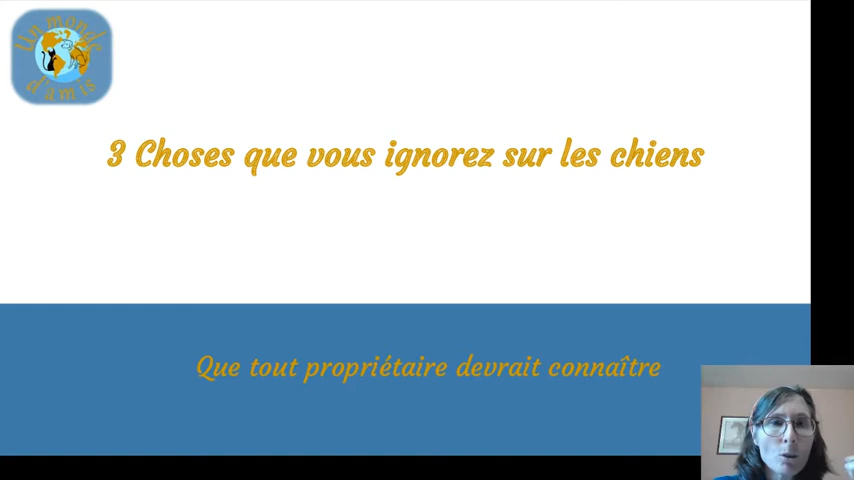 Un monde
d'amis
3 Choses que vous ignorez sur les chiens
Que tout propriétaire devrait connaître